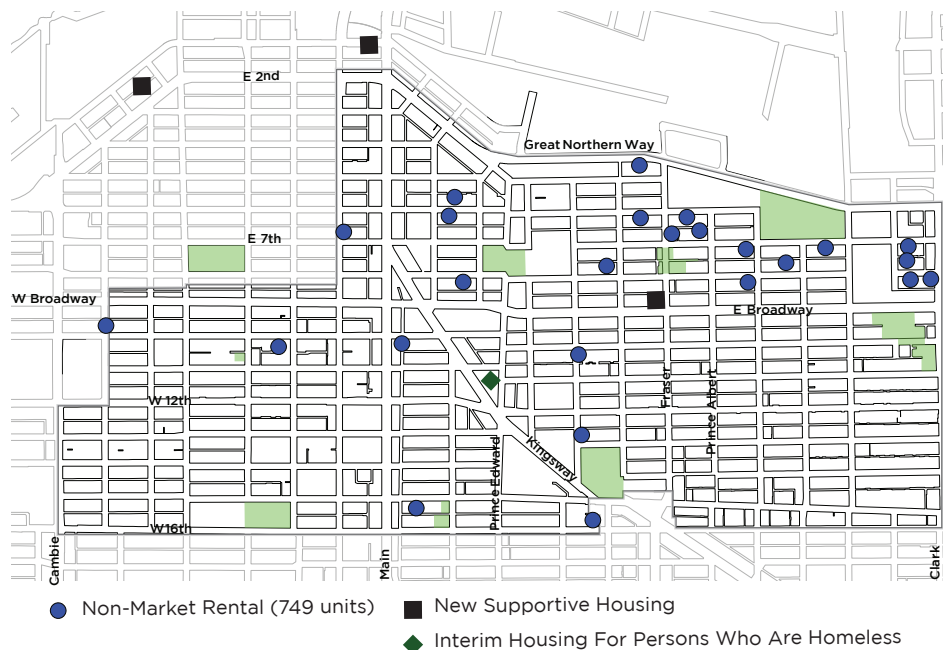 E 2nd
Great Northern Way
E 7th
W Broadway
E Broadway
W 12th
Fraser
Prince Albert
Kingsway
Prince Edward
W16th
Cambie
Main
Clark
Non-Market Rental (749 units)
New Supportive Housing
Interim Housing For Persons Who Are Homeless